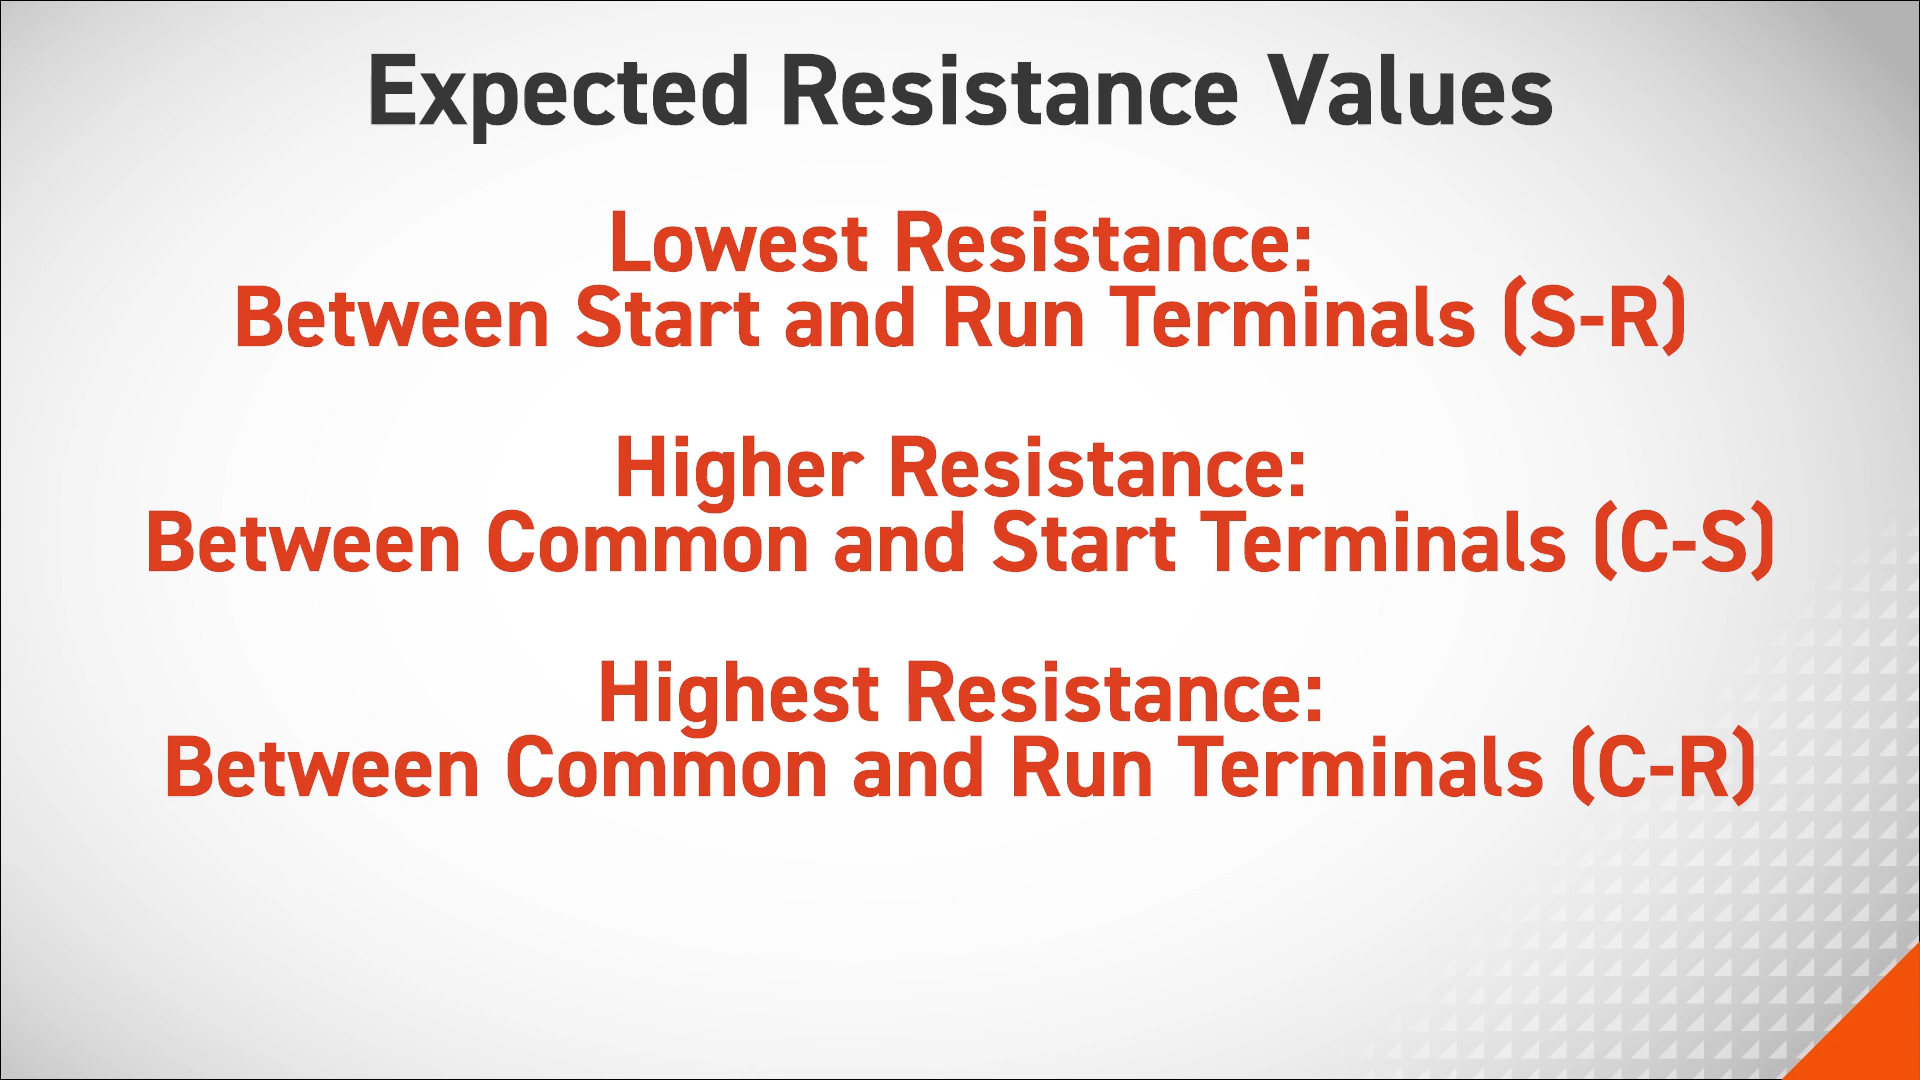 Expected Resistance Values
Lowest Resistance:
Between Start and Run Terminals (S-R)
Higher Resistance:
Between Common and Start Terminals (C-S)
Highest Resistance:
Between Common and Run Terminals (C-R)